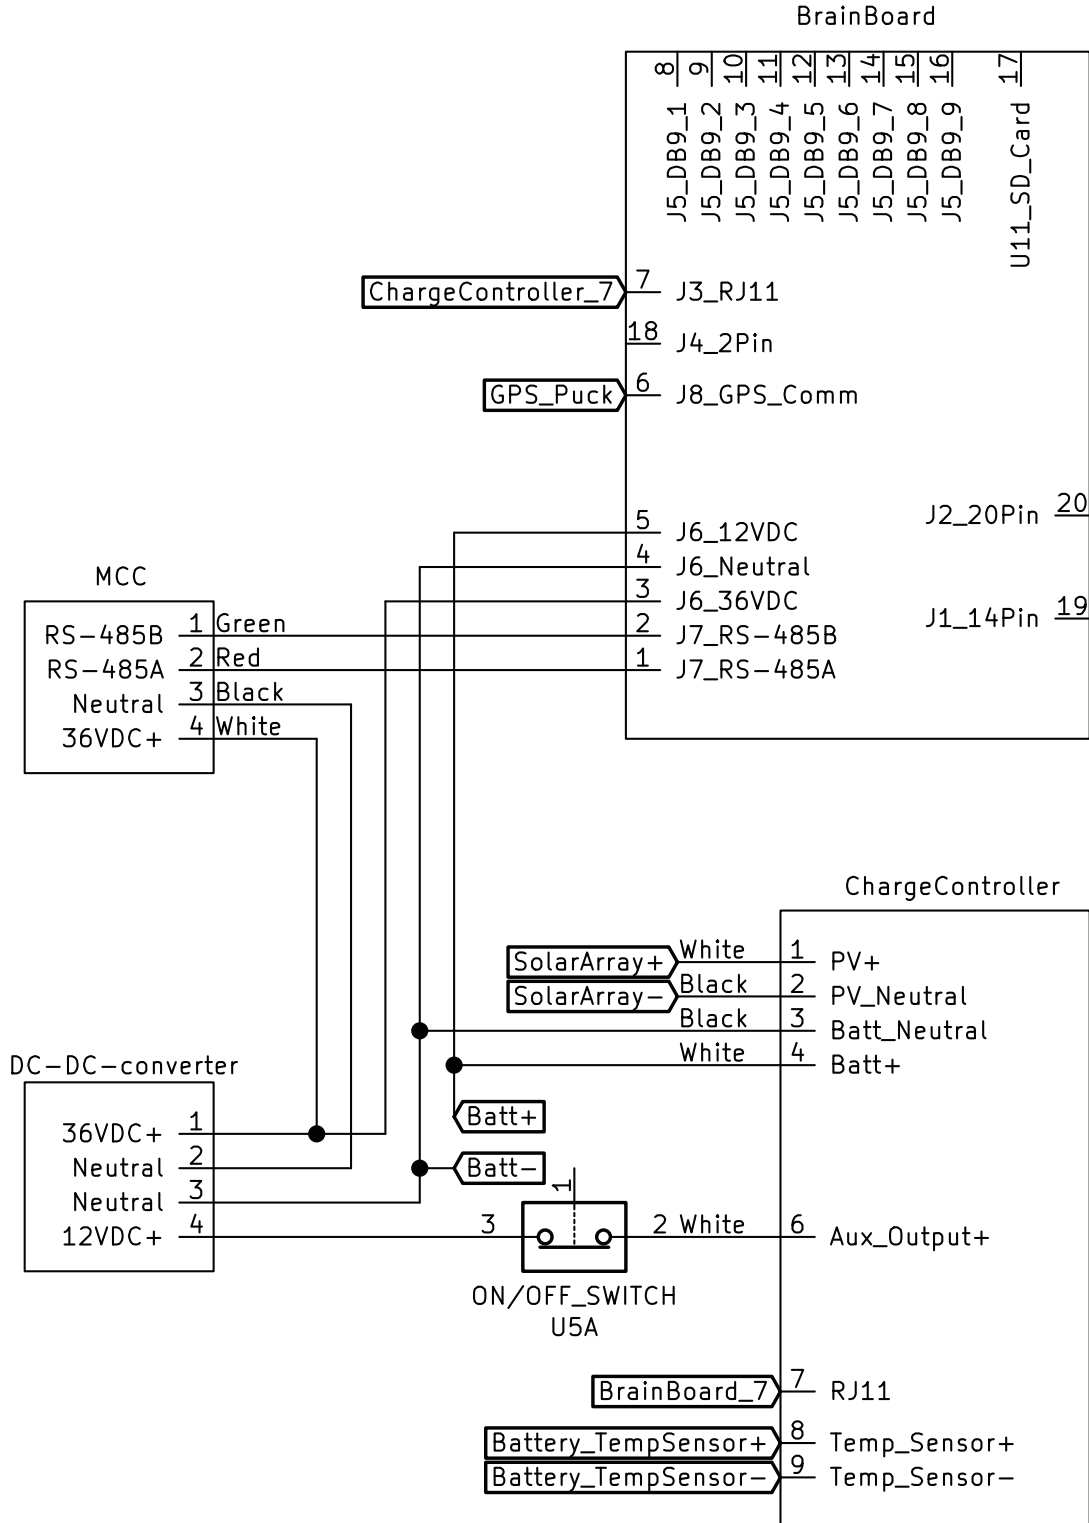 BrainBoard
8 9 10 11 12 13 14 15 16 17
J5_DB9_1
J5_DB9_2
J5_DB9_3
J5_DB9_4
J5_DB9_5
J5_DB9_6
J5_DB9_7
J5_DB9_8
J5_DB9_9
U11_SD_Card
ChargeController_7 7 J3_RJ11
18 J4_2Pin
GPS_Puck 6 J8_GPS_Comm
J2_20Pin 20
5 J6_12VDC
4 J6_Neutral
3 J6_36VDC
J1_14Pin 19
2 J7_RS-485B
1 J7_RS-485A
MCC
RS-485B 1 Green
RS-485A 2 Red
Neutral 3 Black
36VDC+ 4 White
ChargeController
SolarArray+ White 1 PV+
SolarArray- Black 2 PV_Neutral
Black 3 Batt_Neutral
White 4 Batt+
DC-DC-converter
36VDC+ 1
Neutral 2
Neutral 3
12VDC+ 4
Batt+
Batt-
1
3 2 White 6 Aux_Output+
ON/OFF_SWITCH
U5A
BrainBoard_7 7 RJ11
Battery_TempSensor+ 8 Temp_Sensor+
Battery_TempSensor- 9 Temp_Sensor-